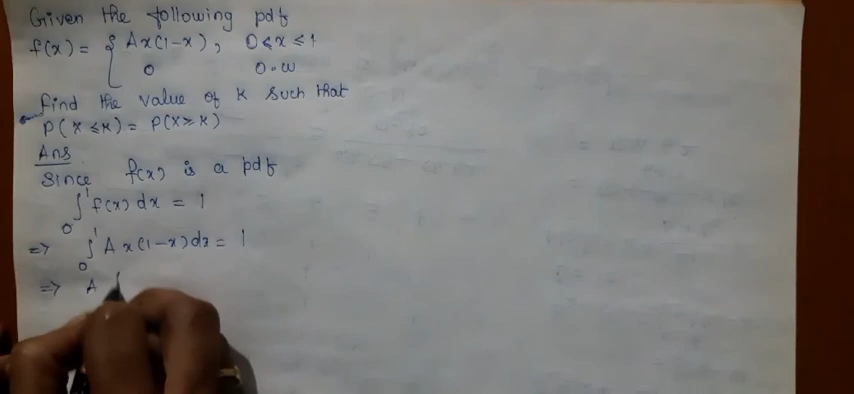 Given the following pdf
f(x) = { Ax(1-x), 0 ≤ x ≤ 1
0 o.w
Find the value of K such that
P(X ≤ K) = P(X ≥ K)
Ans
Since f(x) is a pdf
∫₀¹ f(x) dx = 1
=> ∫₀¹ A x(1-x) dx = 1
=> A ∫